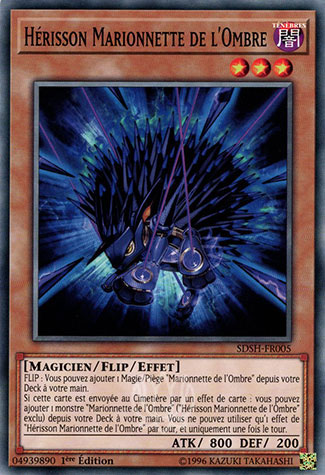 Hérisson Marionnette de l'Ombre
TÉNÈBRES
闇
SDSH-FR005
[Magicien/Flip/Effet]
FLIP : Vous pouvez ajouter 1 Magie/Piège "Marionnette de l'Ombre" depuis votre
Deck à votre main.
Si cette carte est envoyée au Cimetière par un effet de carte : vous pouvez
ajouter 1 monstre "Marionnette de l'Ombre" ("Hérisson Marionnette de l'Ombre"
exclu) depuis votre Deck à votre main. Vous ne pouvez utiliser qu'1 effet de
"Hérisson Marionnette de l'Ombre" par tour, et uniquement une fois le tour.
ATK/ 800 DEF/ 200
04939890 1ère Édition
©1996 KAZUKI TAKAHASHI